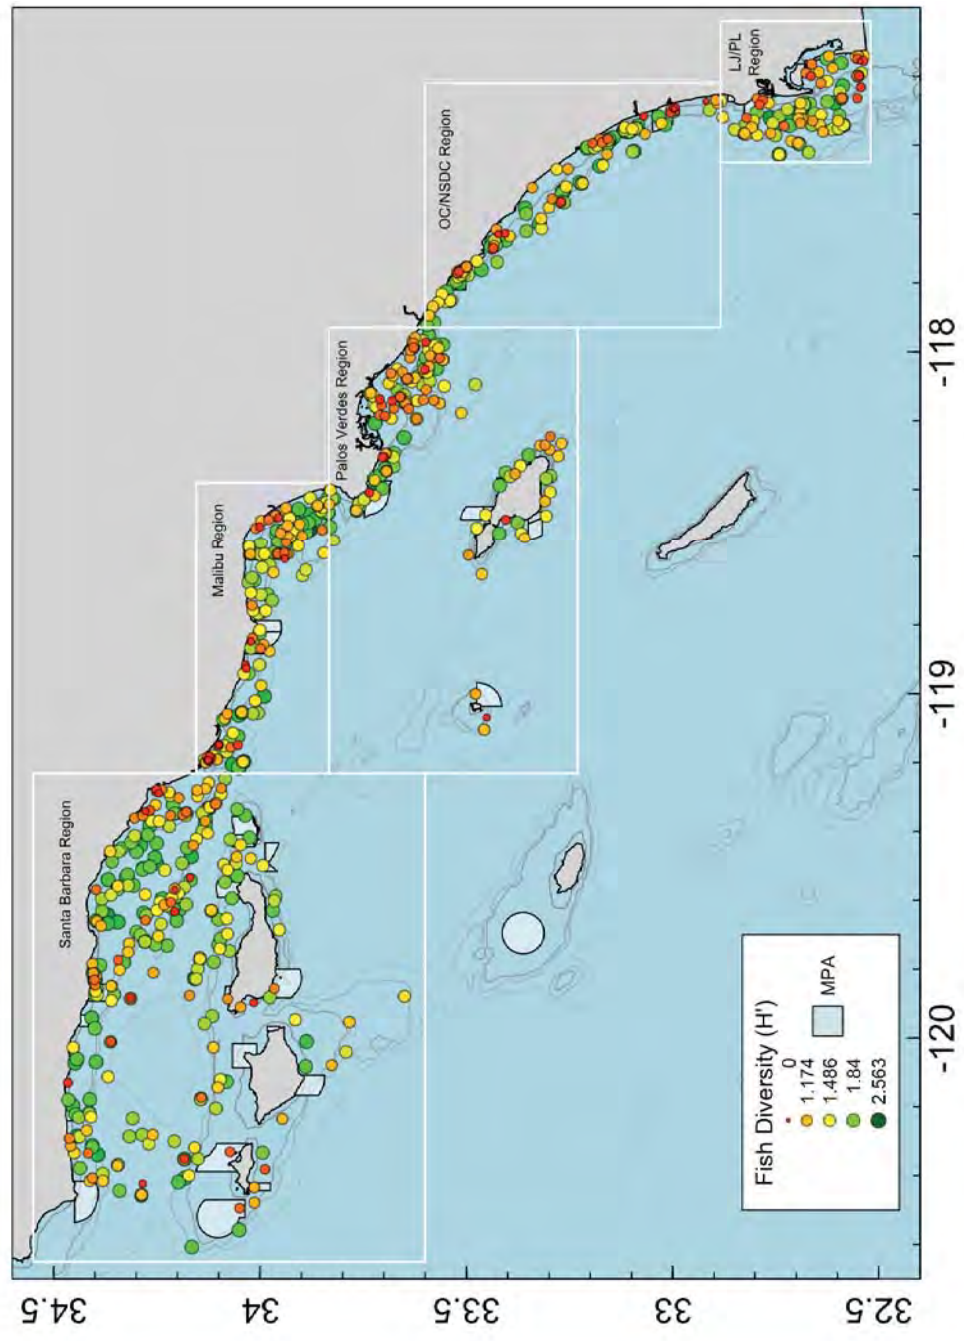 Santa Barbara Region
Malibu Region
Palos Verdes Region
OC/NSDC Region
LJ/PL
Region
34.5
34
33.5
33
32.5
-120
-119
-118
Fish Diversity (H')
0
1.174
1.486
1.84
2.563
MPA